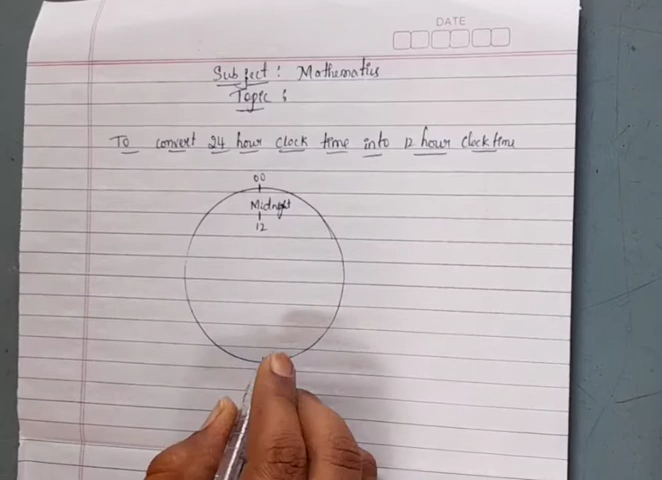 DATE
Subject : Mathematics
Topic :
To convert 24 hour clock time into 12 hour clock time
00
Midnight
12